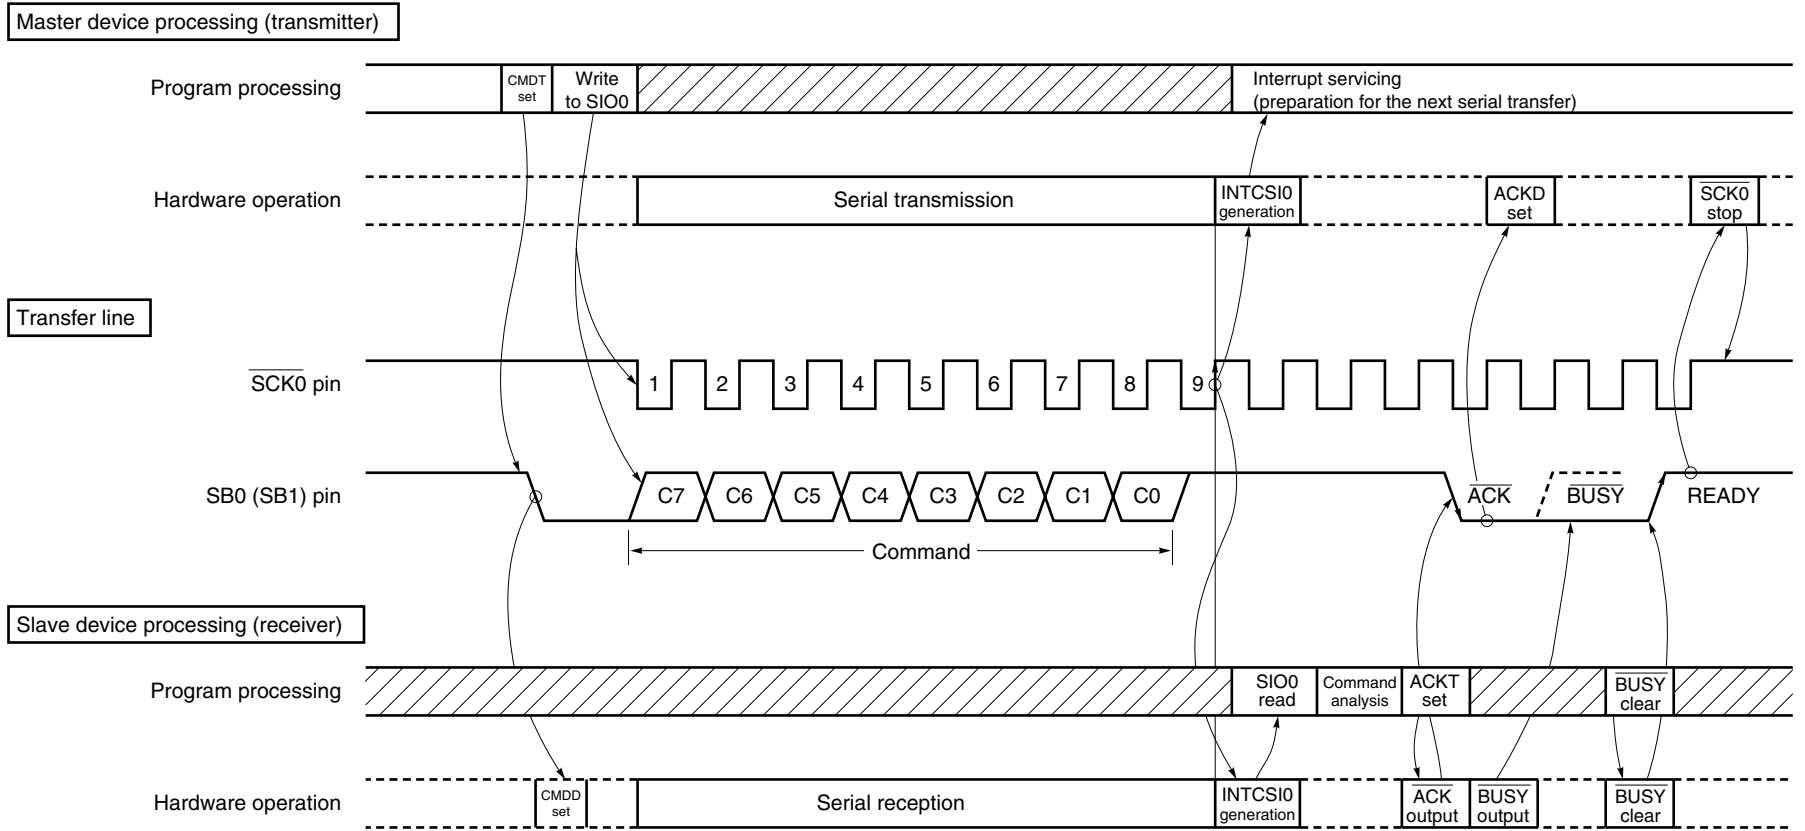 Master device processing (transmitter)
Program processing
CMDT
set
Write
to SIO0
Interrupt servicing
(preparation for the next serial transfer)
Hardware operation
Serial transmission
INTCSI0
generation
ACKD
set
SCK0
stop
Transfer line
SCK0 pin
1 2 3 4 5 6 7 8 9
SB0 (SB1) pin
C7 C6 C5 C4 C3 C2 C1 C0
ACK
BUSY
READY
Command
Slave device processing (receiver)
Program processing
SIO0
read
Command
analysis
ACKT
set
BUSY
clear
Hardware operation
CMDD
set
Serial reception
INTCSI0
generation
ACK
output
BUSY
output
BUSY
clear